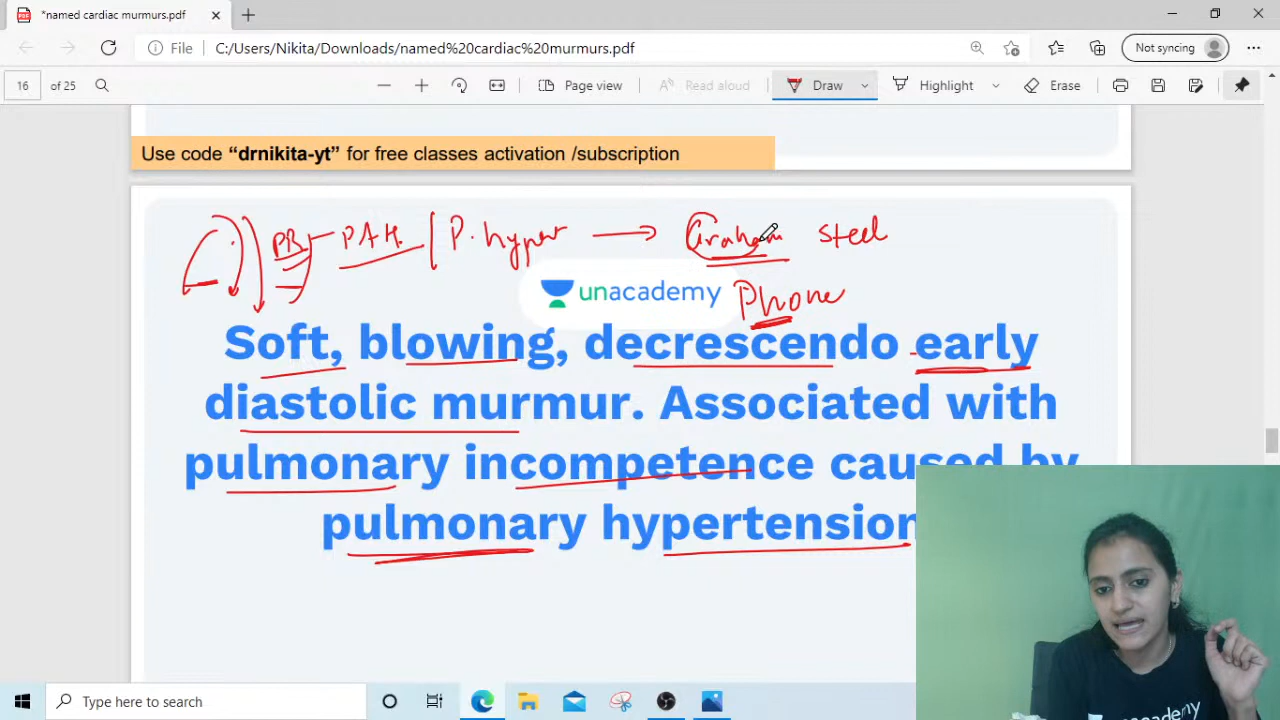 *named cardiac murmurs.pdf
File C:/Users/Nikita/Downloads/named%20cardiac%20murmurs.pdf Not syncing
16 of 25 Page view Read aloud Draw Highlight Erase
Use code “drnikita-yt” for free classes activation /subscription
PAH P. hyper → Graham steel
unacademy Phone
Soft, blowing, decrescendo early
diastolic murmur. Associated with
pulmonary incompetence caused by
pulmonary hypertension
unacademy
Type here to search